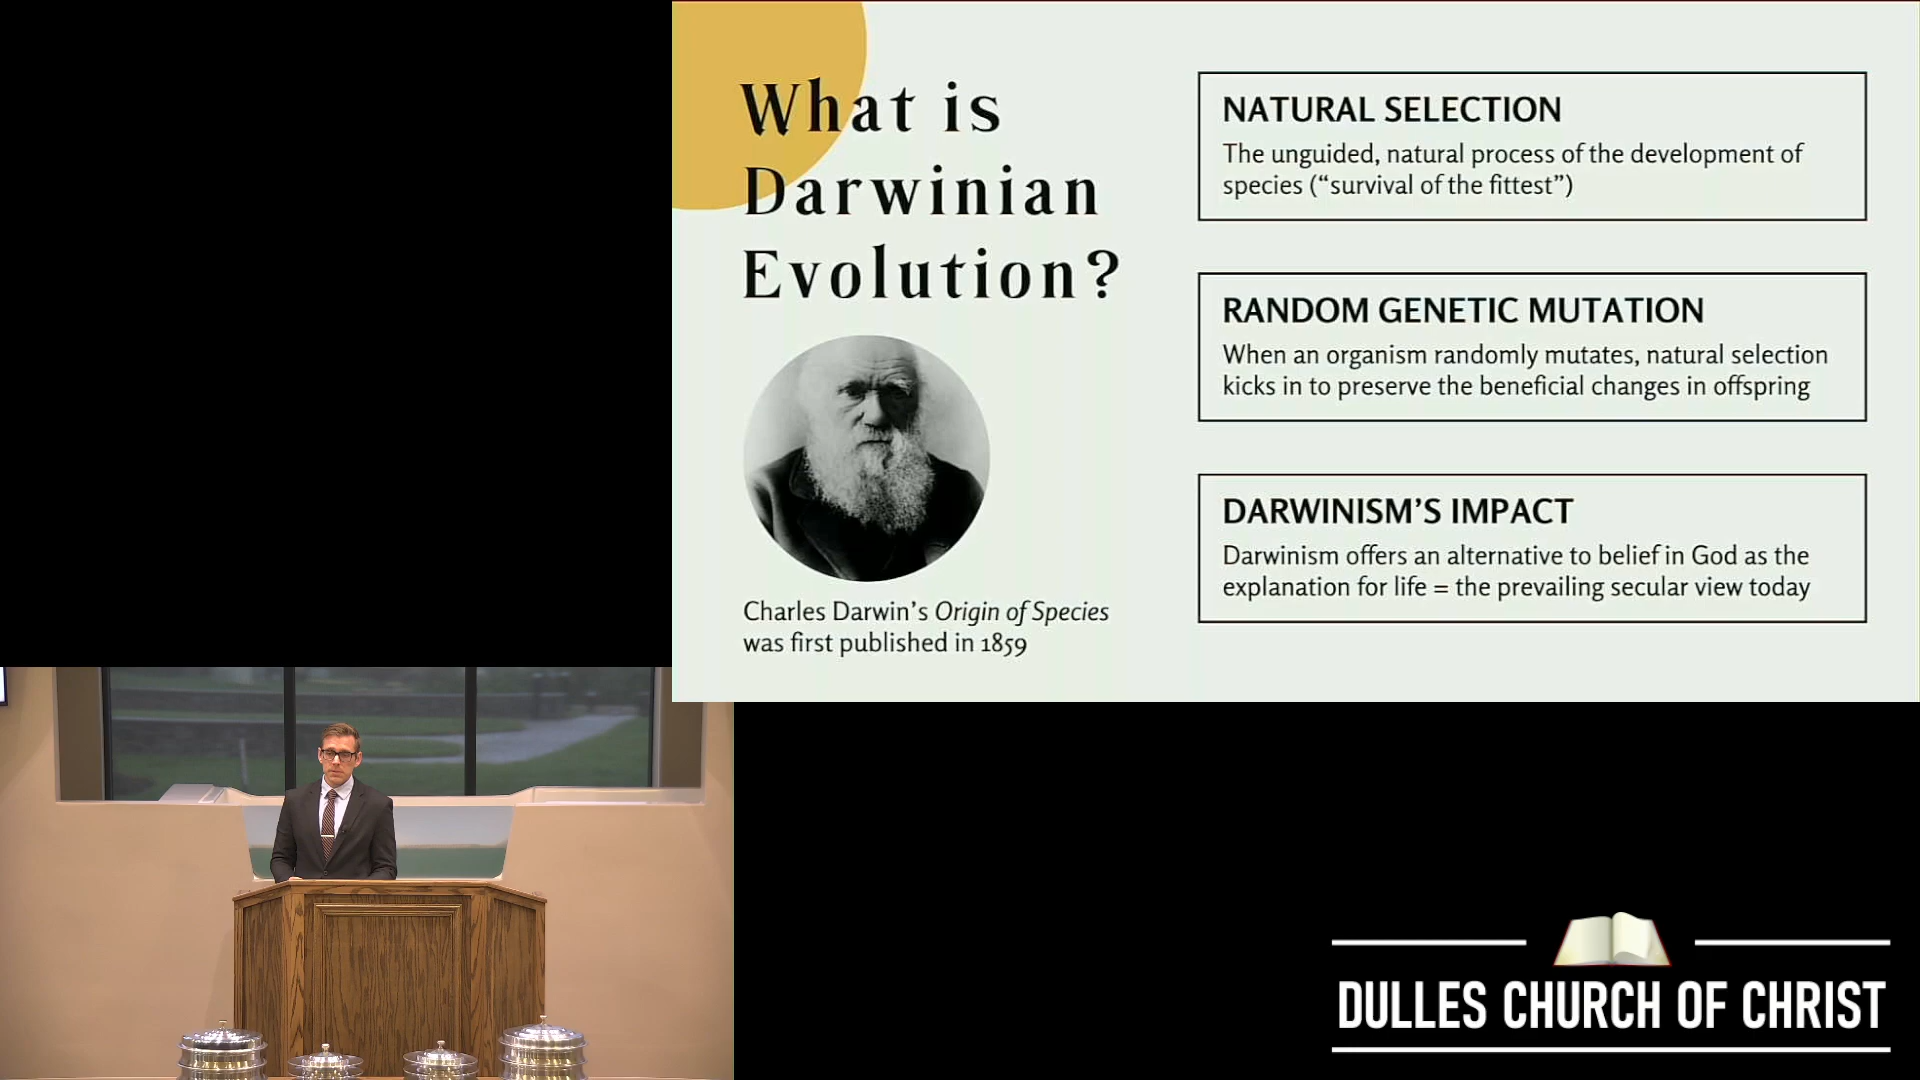 What is
Darwinian
Evolution?
Charles Darwin’s Origin of Species
was first published in 1859
NATURAL SELECTION
The unguided, natural process of the development of
species (“survival of the fittest”)
RANDOM GENETIC MUTATION
When an organism randomly mutates, natural selection
kicks in to preserve the beneficial changes in offspring
DARWINISM’S IMPACT
Darwinism offers an alternative to belief in God as the
explanation for life = the prevailing secular view today
DULLES CHURCH OF CHRIST